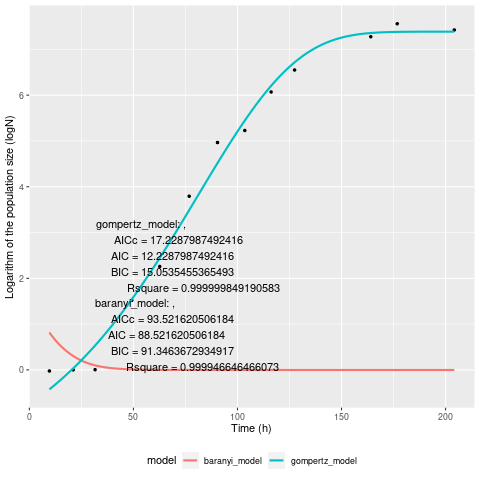 Logarithm of the population size (logN)
6
4
2
0
gompertz_model: ,
AICc = 17.2287987492416
AIC = 12.2287987492416
BIC = 15.0535455365493
Rsquare = 0.999999849190583
baranyi_model: ,
AICc = 93.521620506184
AIC = 88.521620506184
BIC = 91.3463672934917
Rsquare = 0.999946646466073
0 50 100 150 200
Time (h)
model baranyi_model gompertz_model